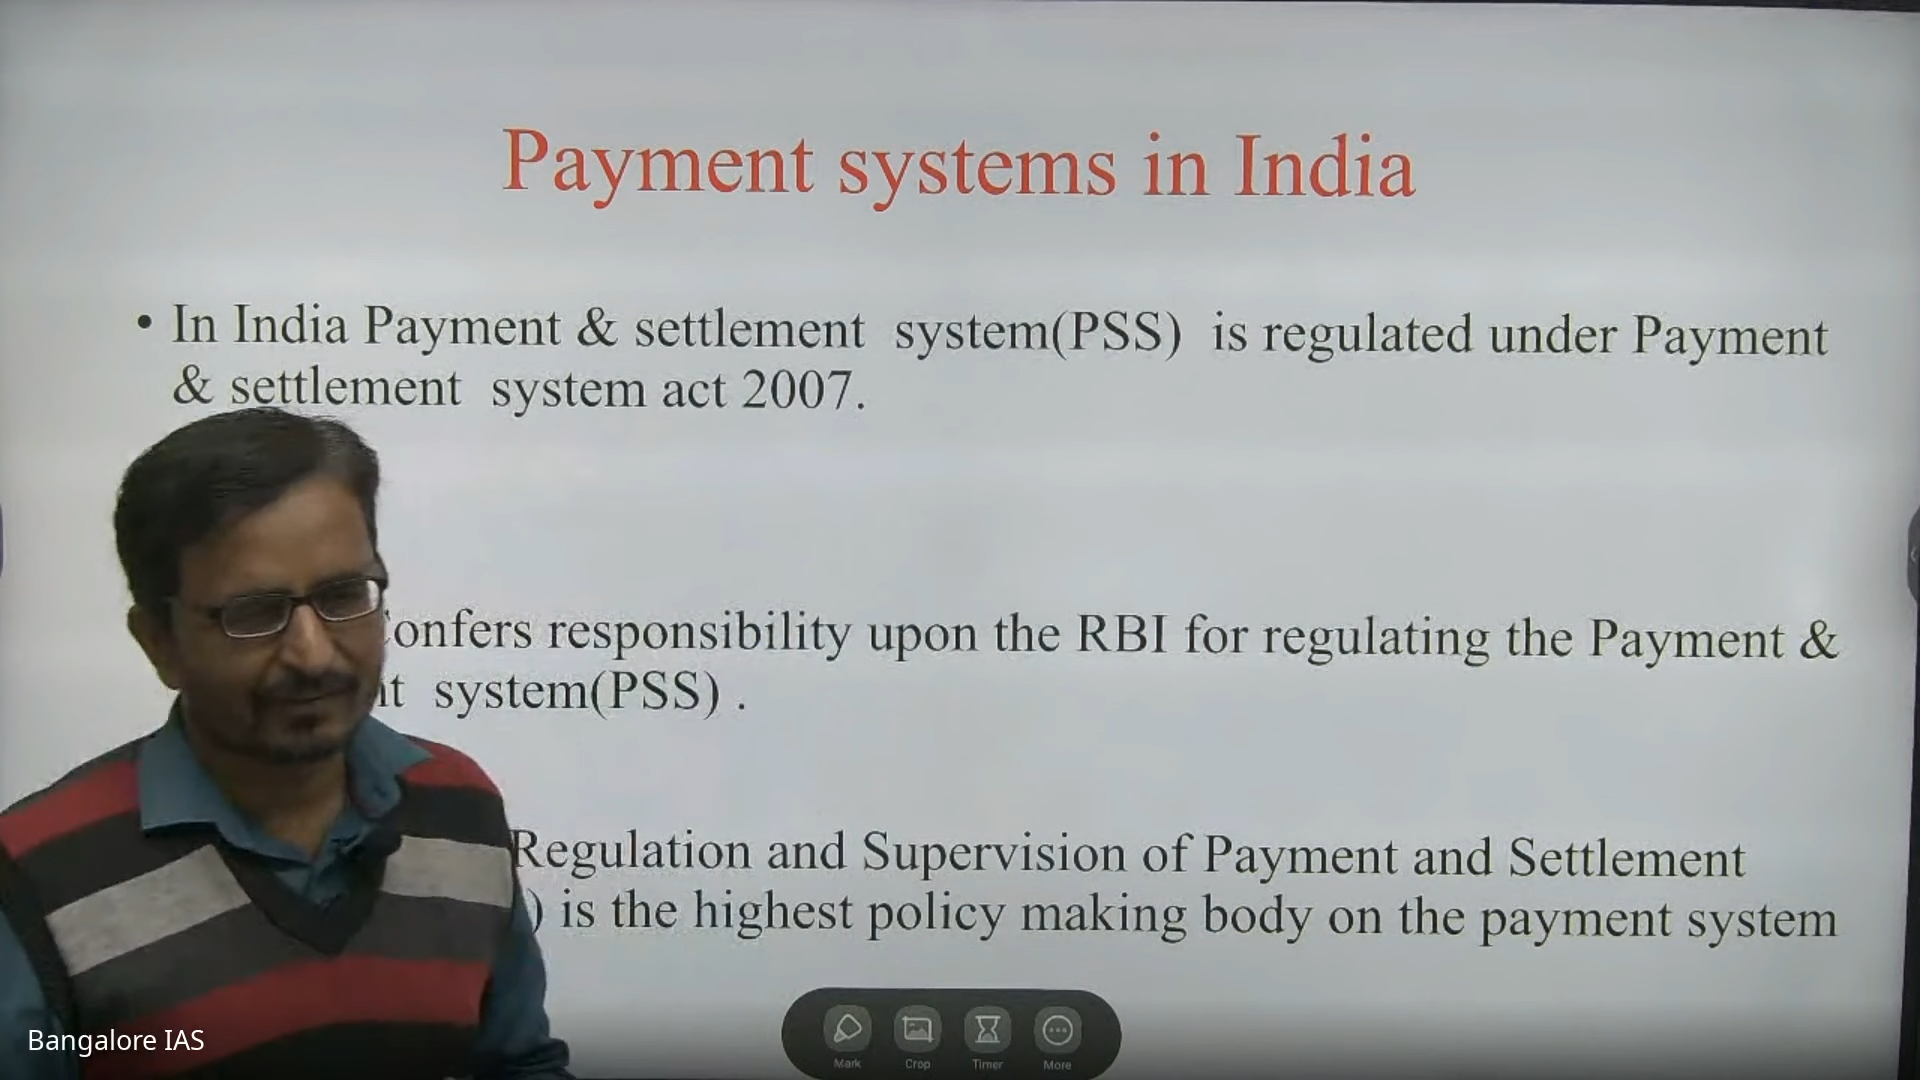 Payment systems in India
• In India Payment & settlement system(PSS) is regulated under Payment
& settlement system act 2007.
onfers responsibility upon the RBI for regulating the Payment &
system(PSS) .
Regulation and Supervision of Payment and Settlement
) is the highest policy making body on the payment system
Bangalore IAS
Mark Crop Timer More